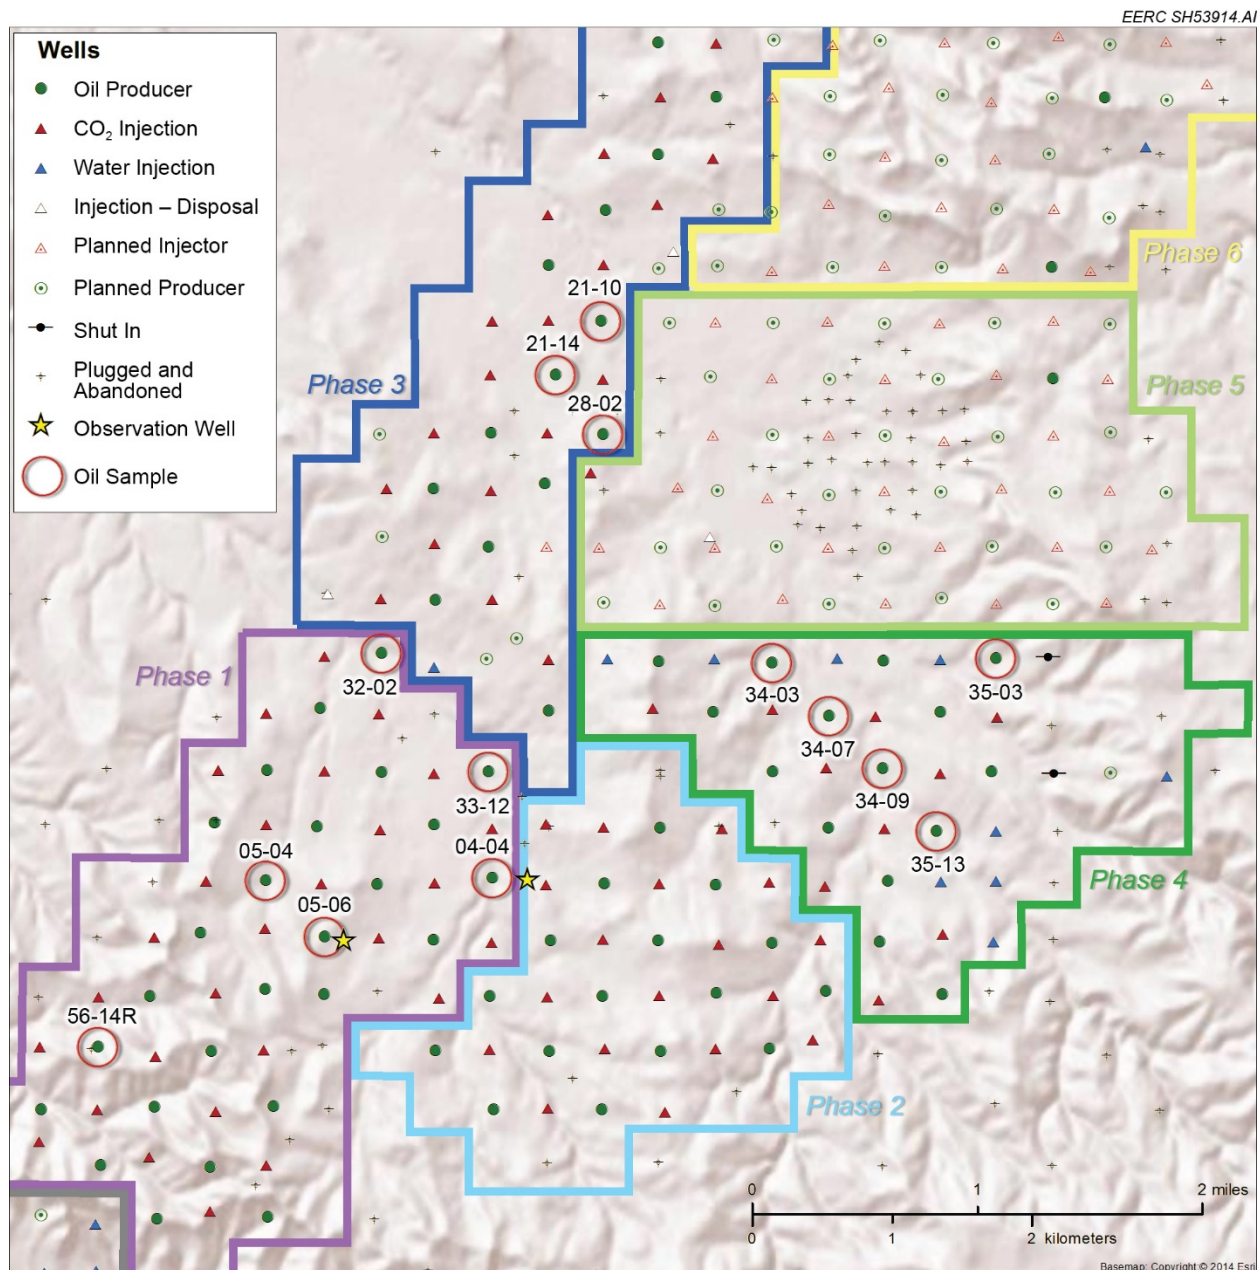 EERC SH53914.AI
Wells
Oil Producer
CO₂ Injection
Water Injection
Injection – Disposal
Planned Injector
Planned Producer
Shut In
Plugged and
Abandoned
Observation Well
Oil Sample
Phase 6
21-10
21-14
Phase 3
Phase 5
28-02
Phase 1
32-02
34-03
35-03
34-07
33-12
34-09
05-04
04-04
35-13
Phase 4
05-06
56-14R
Phase 2
0 1 2 miles
0 1 2 kilometers
Basemap: Copyright © 2014 Esri